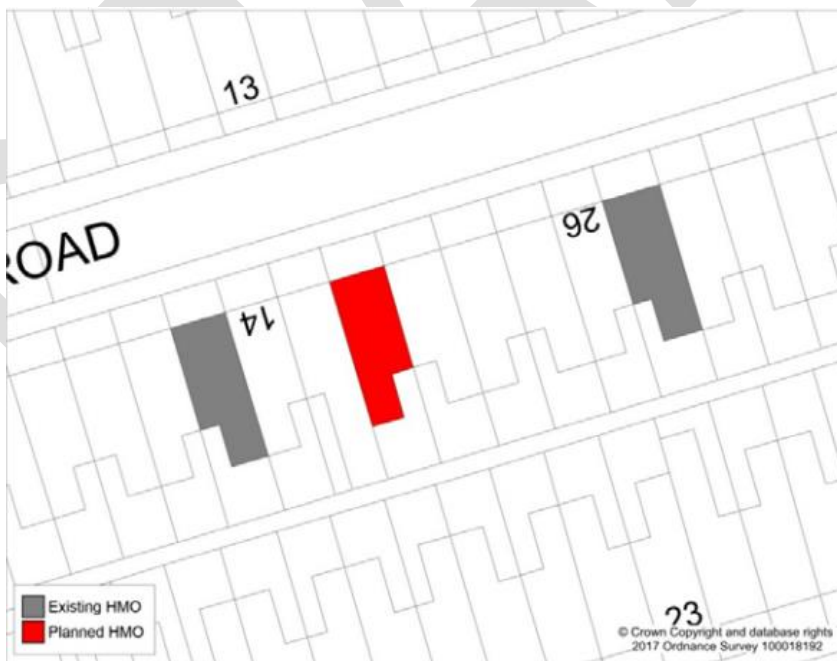 13
ROAD
26
14
23
Existing HMO
Planned HMO
© Crown Copyright and database rights
2017 Ordnance Survey 100018192